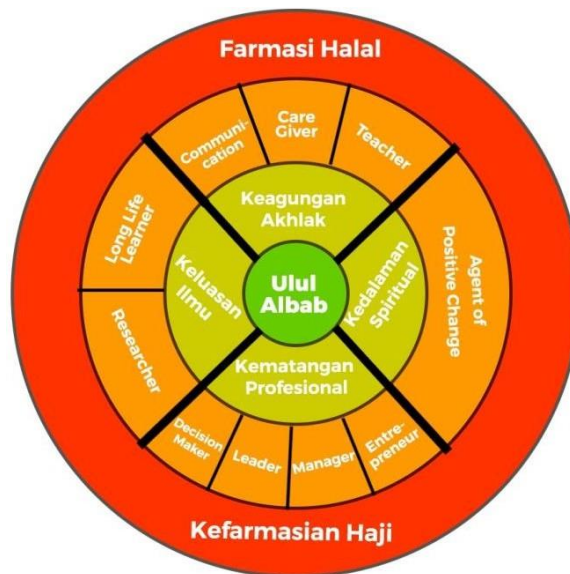 Farmasi Halal
Communi-
cation
Care
Giver
Teacher
Long Life
Learner
Keagungan
Akhlak
Agent of
Positive Change
Keluasan
Ilmu
Ulul
Albab
Kedalaman
Spiritual
Researcher
Kematangan
Profesional
Decision
Maker
Leader
Manager
Entre-
preneur
Kefarmasian Haji